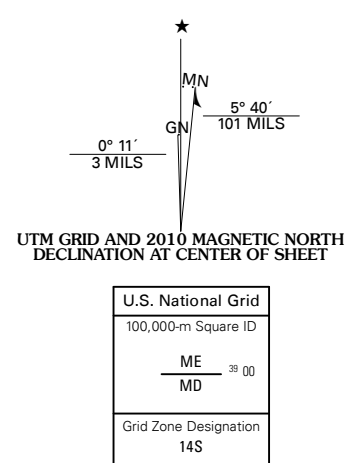 ★
MN
GN
5° 40´
101 MILS
0° 11´
3 MILS
UTM GRID AND 2010 MAGNETIC NORTH
DECLINATION AT CENTER OF SHEET
U.S. National Grid
100,000-m Square ID
ME
39 00
MD
Grid Zone Designation
14S